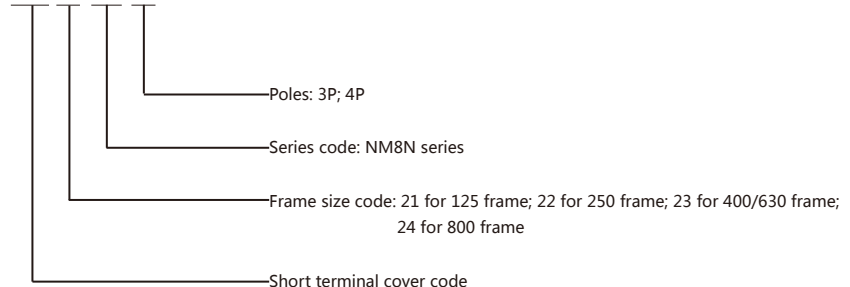 Poles: 3P; 4P
Series code: NM8N series
Frame size code: 21 for 125 frame; 22 for 250 frame; 23 for 400/630 frame;
24 for 800 frame
Short terminal cover code